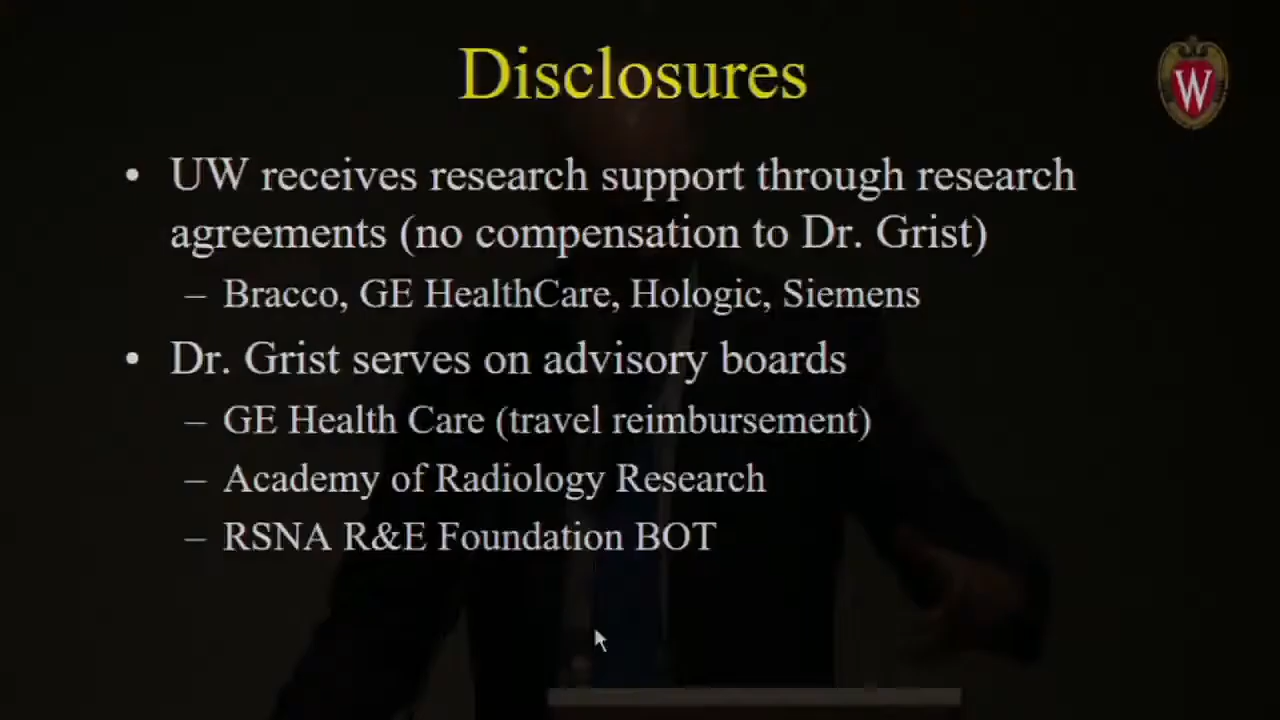 Disclosures
W
• UW receives research support through research
agreements (no compensation to Dr. Grist)
– Bracco, GE HealthCare, Hologic, Siemens
• Dr. Grist serves on advisory boards
– GE Health Care (travel reimbursement)
– Academy of Radiology Research
– RSNA R&E Foundation BOT